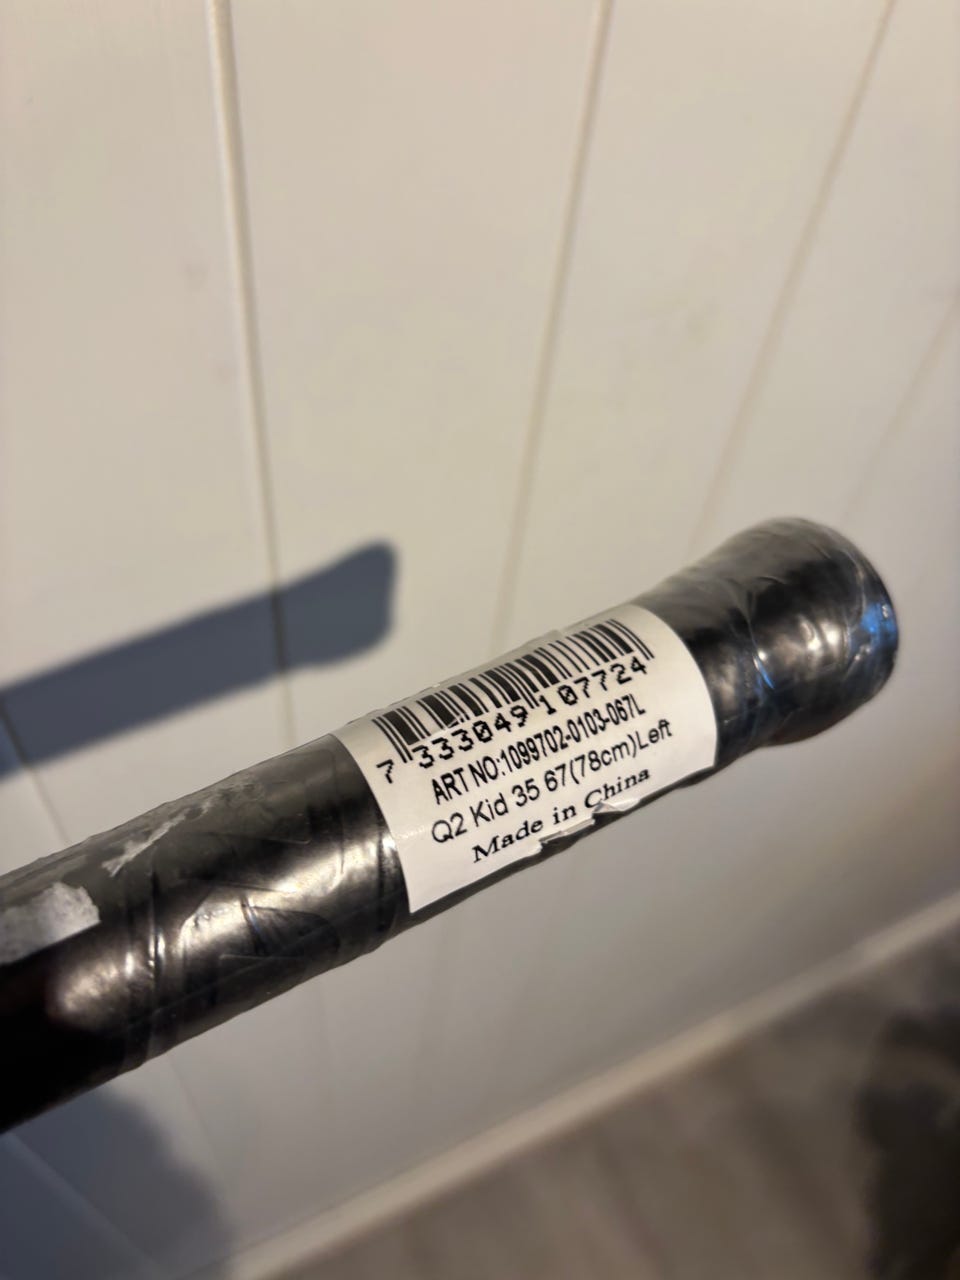 7 333049 107724
ART NO:1099702-0103-067L
Q2 Kid 35 67(78cm)Left
Made in China